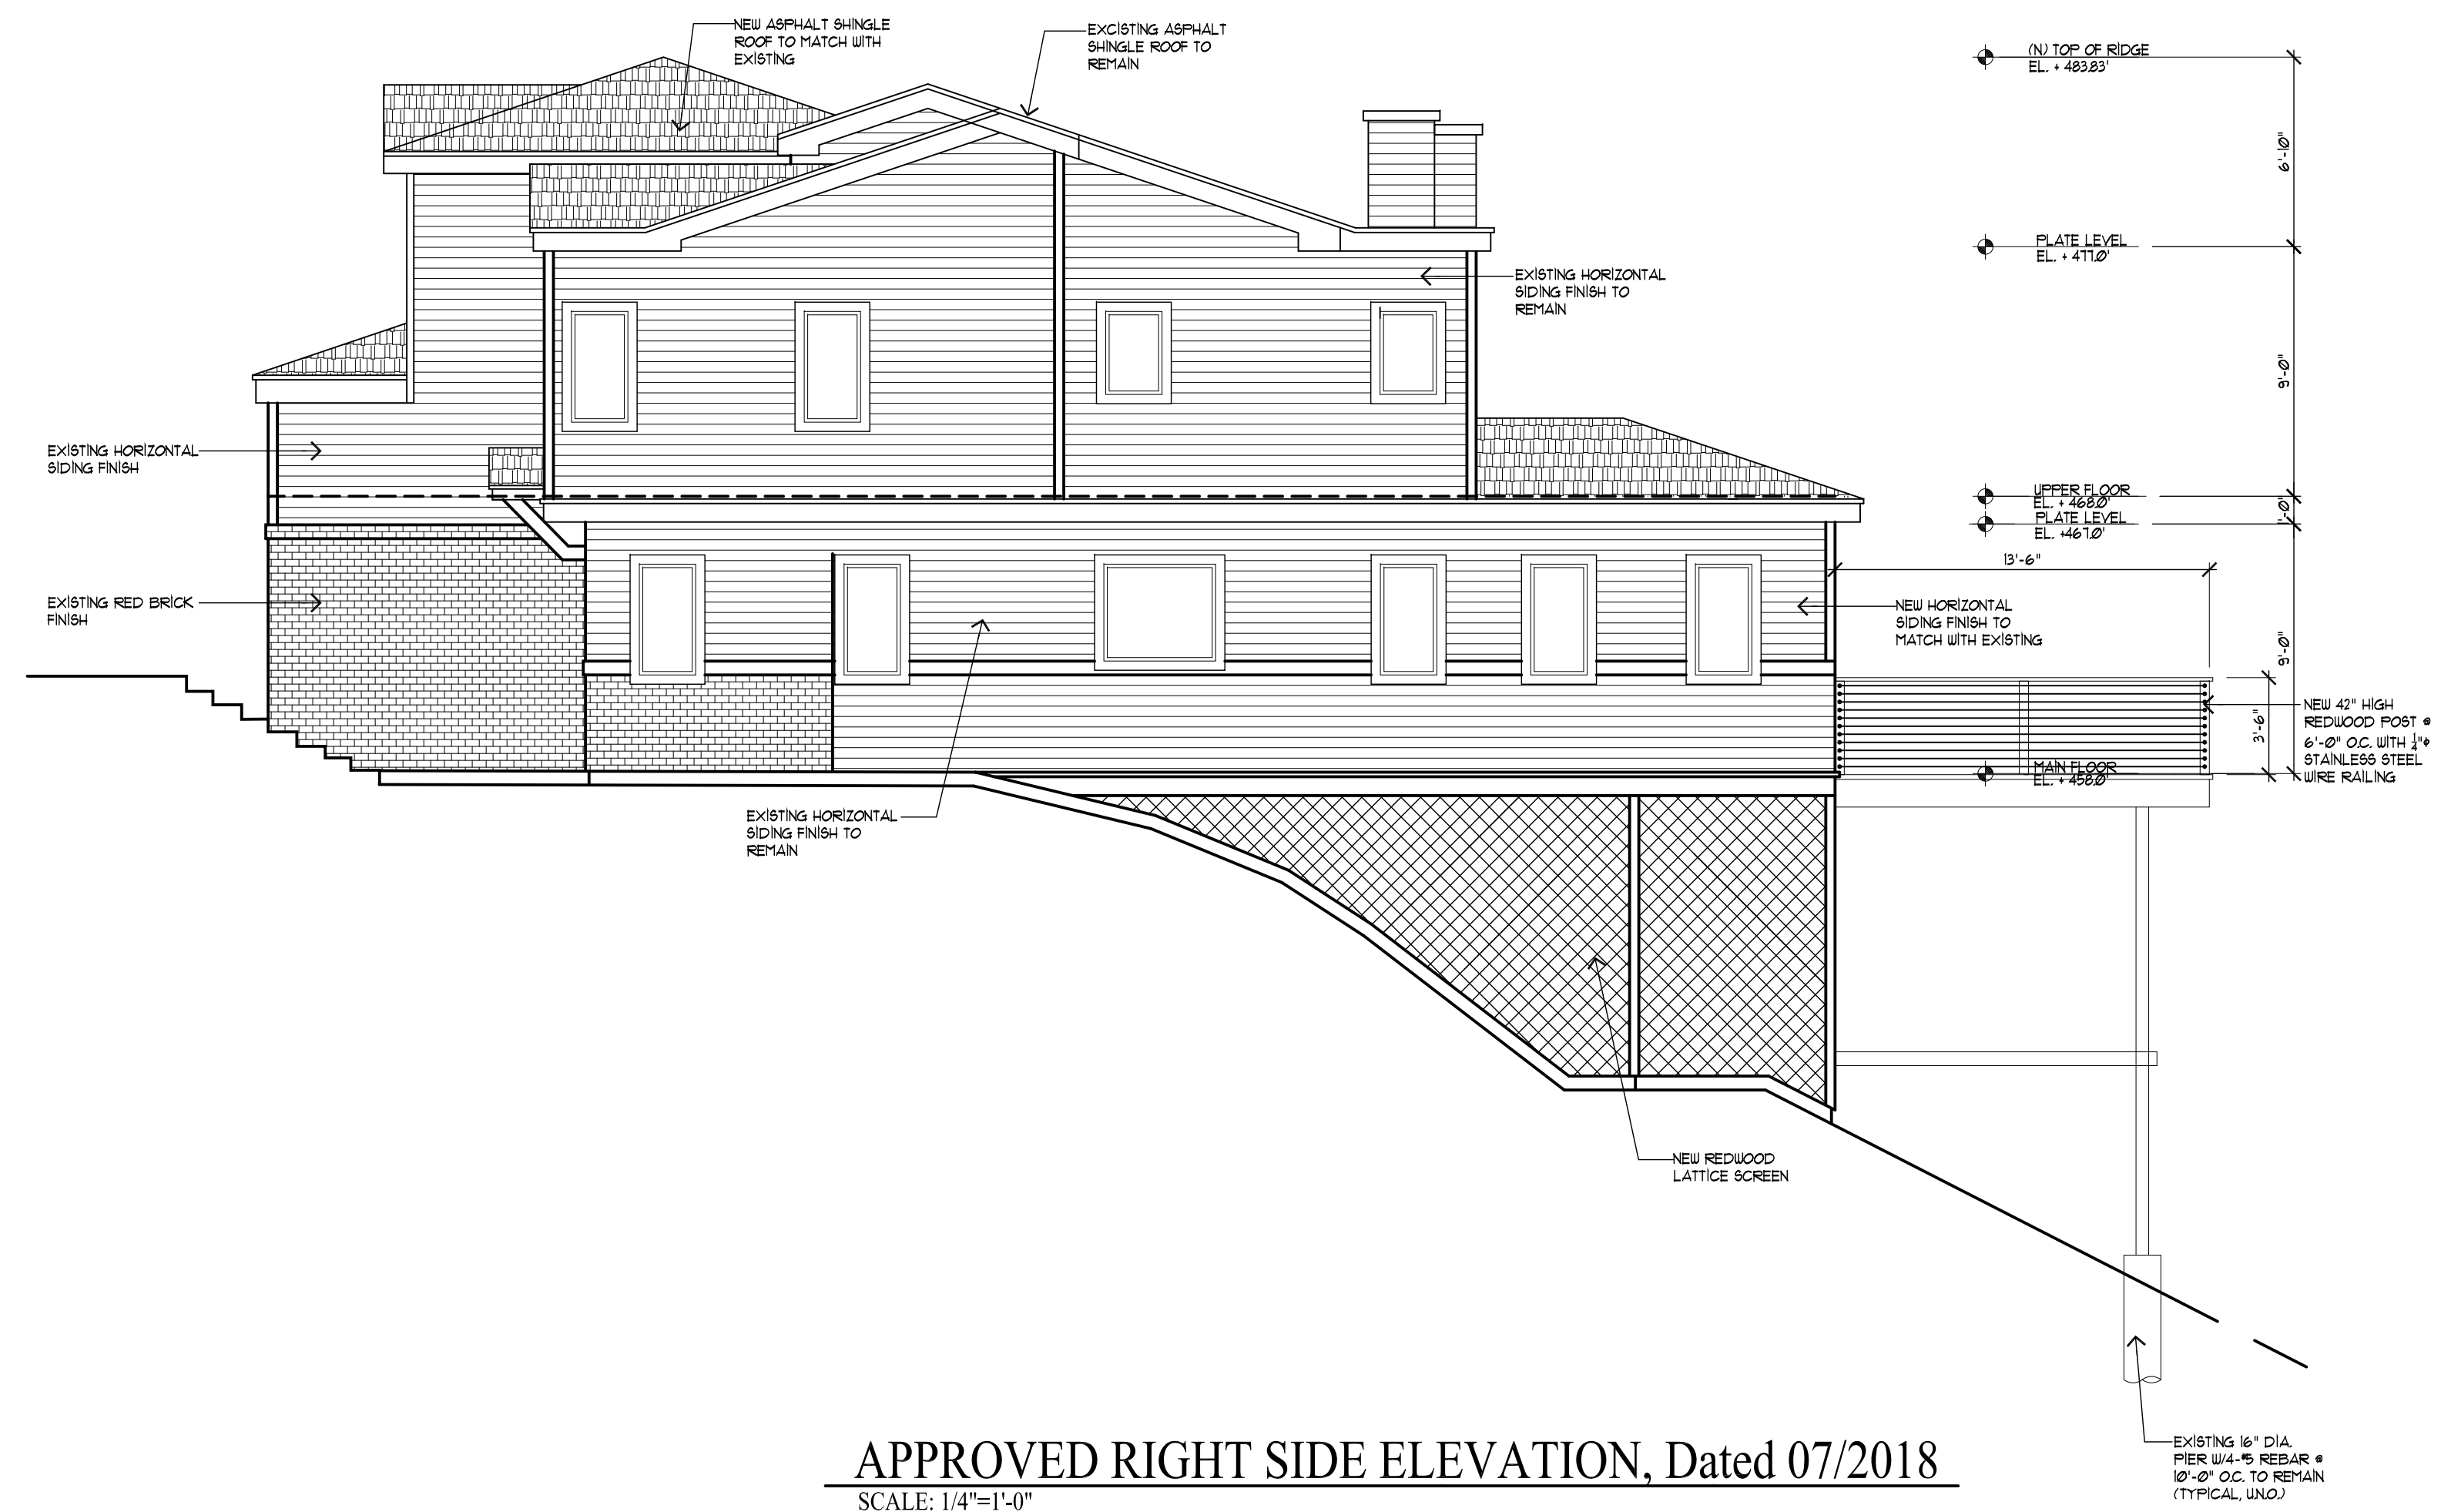 NEW ASPHALT SHINGLE
ROOF TO MATCH WITH
EXISTING
EXCISTING ASPHALT
SHINGLE ROOF TO
REMAIN
(N) TOP OF RIDGE
EL. + 483.83'
6'-10"
PLATE LEVEL
EL. + 477.0'
EXISTING HORIZONTAL
SIDING FINISH TO
REMAIN
9'-0"
EXISTING HORIZONTAL
SIDING FINISH
UPPER FLOOR
EL. + 468.0'
1'-0"
PLATE LEVEL
EL. +467.0'
13'-6"
EXISTING RED BRICK
FINISH
NEW HORIZONTAL
SIDING FINISH TO
MATCH WITH EXISTING
9'-0"
3'-6"
NEW 42" HIGH
REDWOOD POST @
6'-0" O.C. WITH 1/4"ϕ
STAINLESS STEEL
WIRE RAILING
MAIN FLOOR
EL. + 458.0'
EXISTING HORIZONTAL
SIDING FINISH TO
REMAIN
NEW REDWOOD
LATTICE SCREEN
EXISTING 16" DIA.
PIER W/4-#5 REBAR @
10'-0" O.C. TO REMAIN
(TYPICAL, U.N.O.)
APPROVED RIGHT SIDE ELEVATION, Dated 07/2018
SCALE: 1/4"=1'-0"